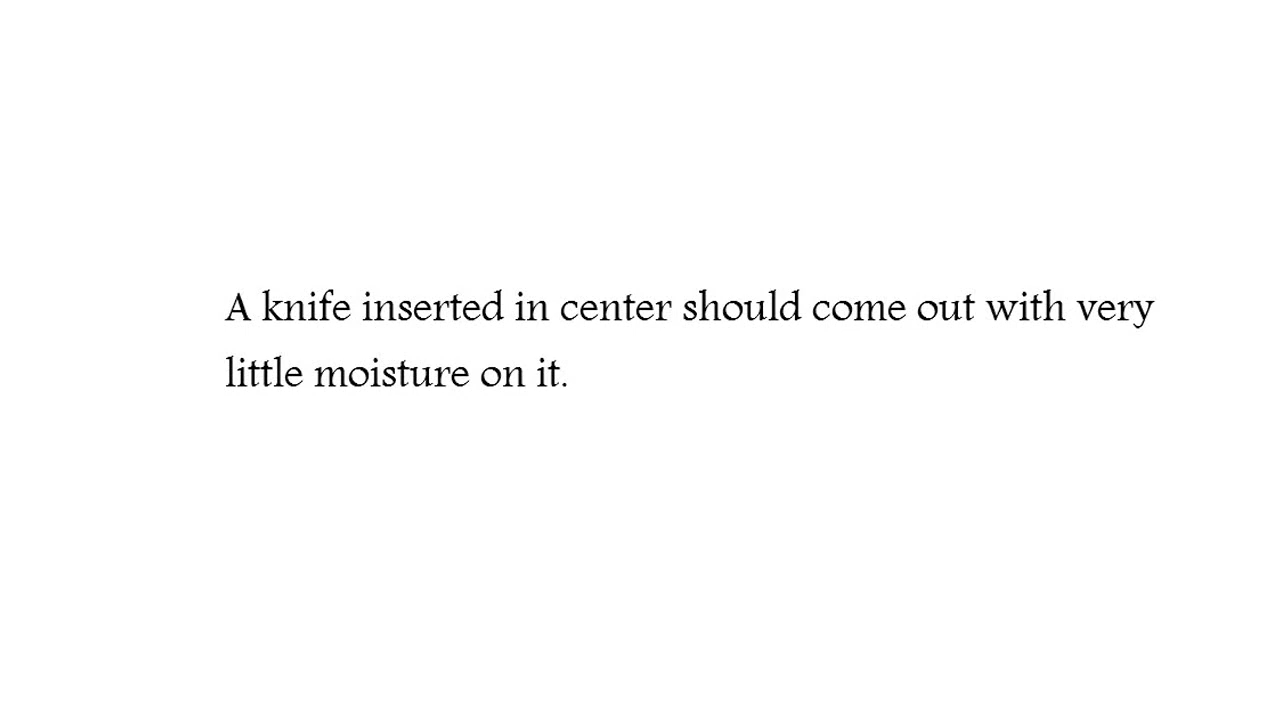 A knife inserted in center should come out with very
little moisture on it.